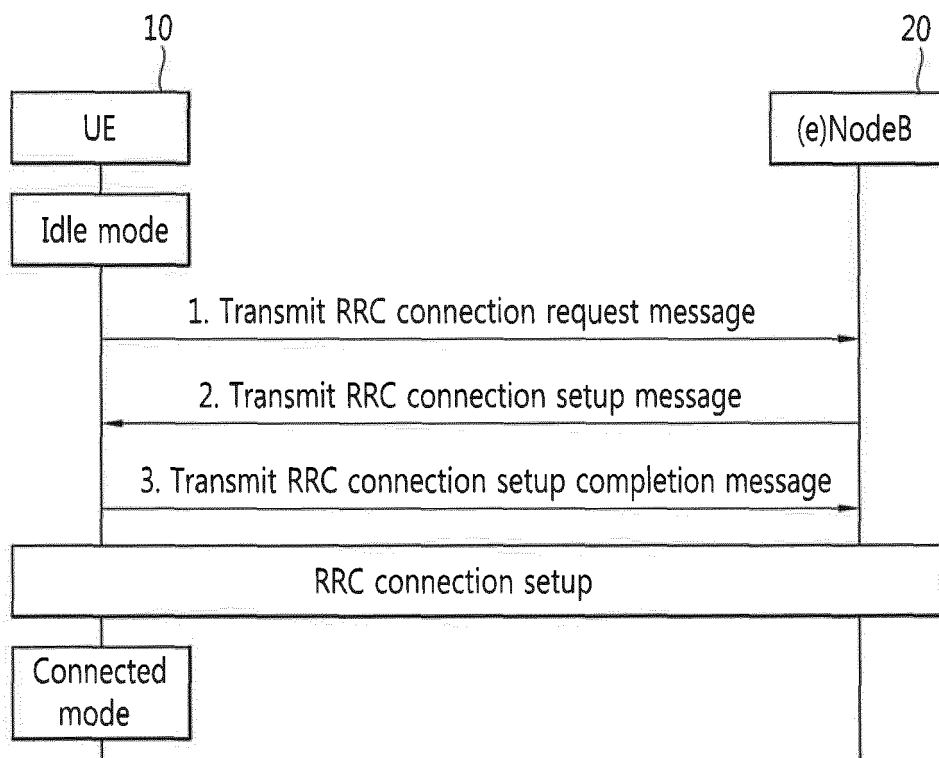 10
20
UE
(e)NodeB
Idle mode
1. Transmit RRC connection request message
2. Transmit RRC connection setup message
3. Transmit RRC connection setup completion message
RRC connection setup
Connected
mode